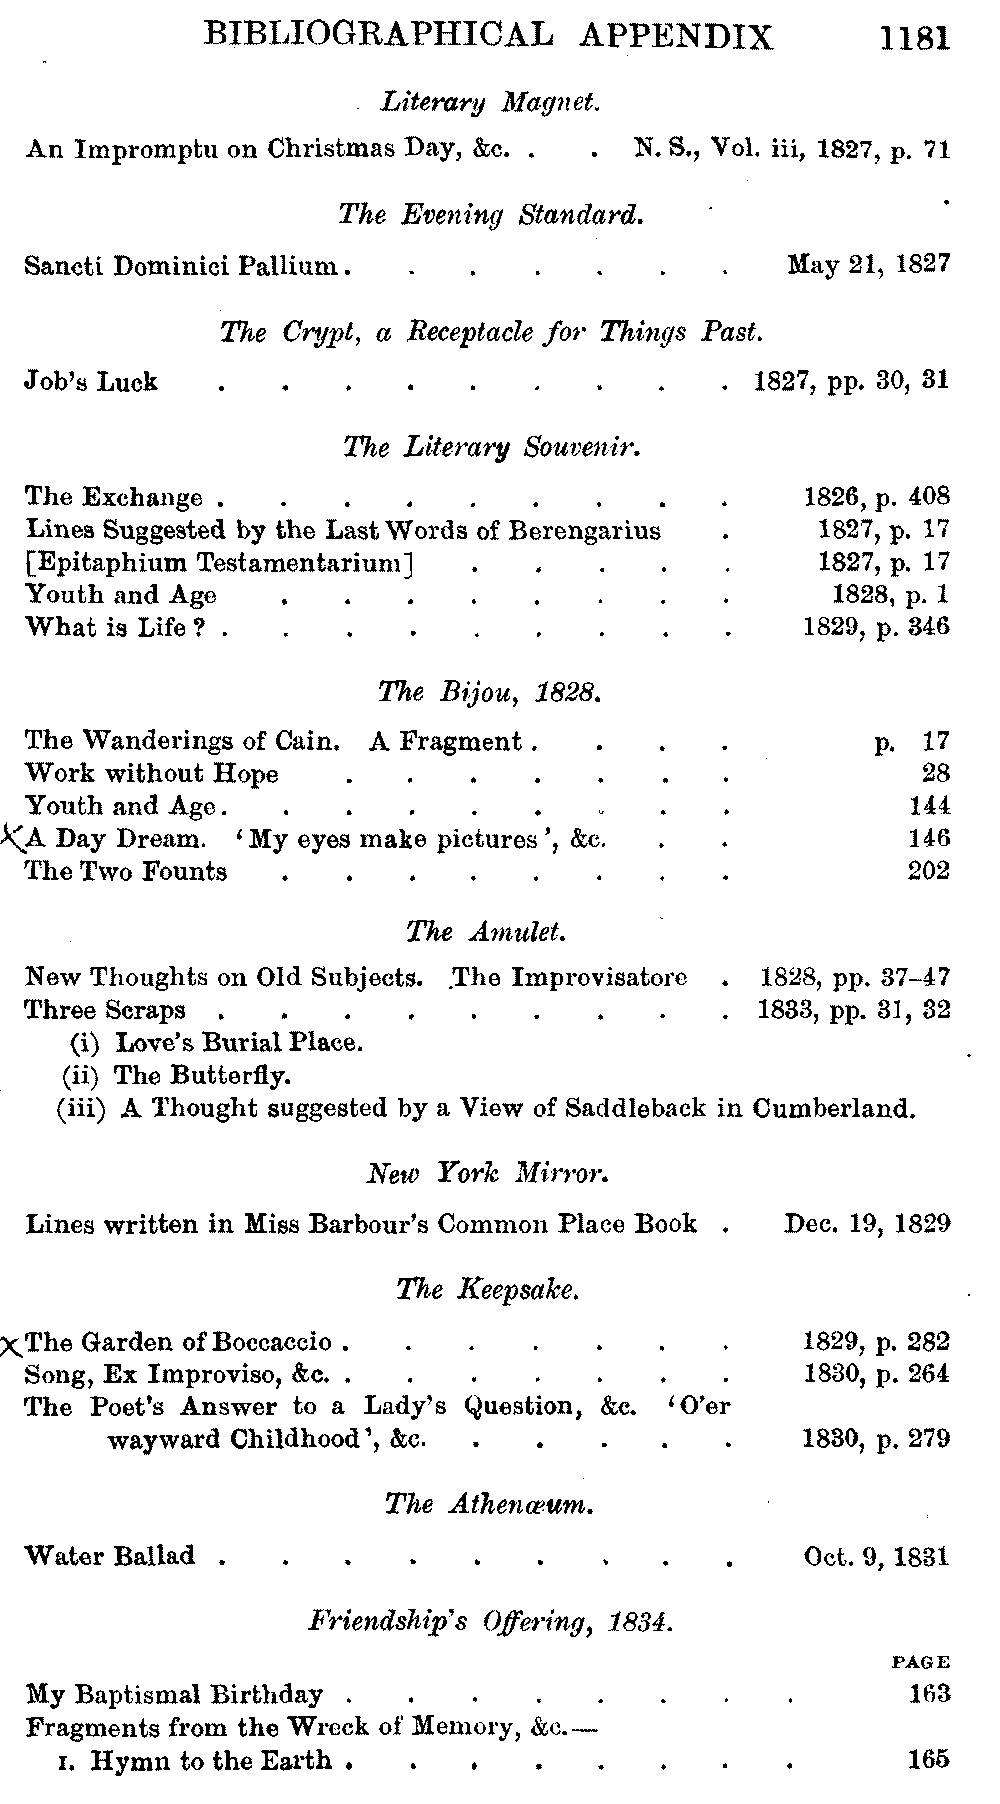 BIBLIOGRAPHICAL APPENDIX 1181
Literary Magnet.
An Impromptu on Christmas Day, &c. . . N. S., Vol. iii, 1827, p. 71
The Evening Standard.
Sancti Dominici Pallium . . . . . . . May 21, 1827
The Crypt, a Receptacle for Things Past.
Job's Luck . . . . . . . . . 1827, pp. 30, 31
The Literary Souvenir.
The Exchange . . . . . . . . . 1826, p. 408
Lines Suggested by the Last Words of Berengarius . 1827, p. 17
[Epitaphium Testamentarium] . . . . . 1827, p. 17
Youth and Age . . . . . . . . 1828, p. 1
What is Life? . . . . . . . . . 1829, p. 346
The Bijou, 1828.
The Wanderings of Cain. A Fragment . . . . p. 17
Work without Hope . . . . . . . 28
Youth and Age . . . . . . . . . 144
A Day Dream. 'My eyes make pictures', &c. . . 146
The Two Founts . . . . . . . . 202
The Amulet.
New Thoughts on Old Subjects. The Improvisatore . 1828, pp. 37–47
Three Scraps . . . . . . . . . 1833, pp. 31, 32
(i) Love's Burial Place.
(ii) The Butterfly.
(iii) A Thought suggested by a View of Saddleback in Cumberland.
New York Mirror.
Lines written in Miss Barbour's Common Place Book . Dec. 19, 1829
The Keepsake.
x The Garden of Boccaccio . . . . . . . 1829, p. 282
Song, Ex Improviso, &c. . . . . . . . 1830, p. 264
The Poet's Answer to a Lady's Question, &c. 'O'er
wayward Childhood', &c. . . . . . 1830, p. 279
The Athenæum.
Water Ballad . . . . . . . . . Oct. 9, 1831
Friendship's Offering, 1834.
PAGE
My Baptismal Birthday . . . . . . . . 163
Fragments from the Wreck of Memory, &c.—
I. Hymn to the Earth . . . . . . . . 165